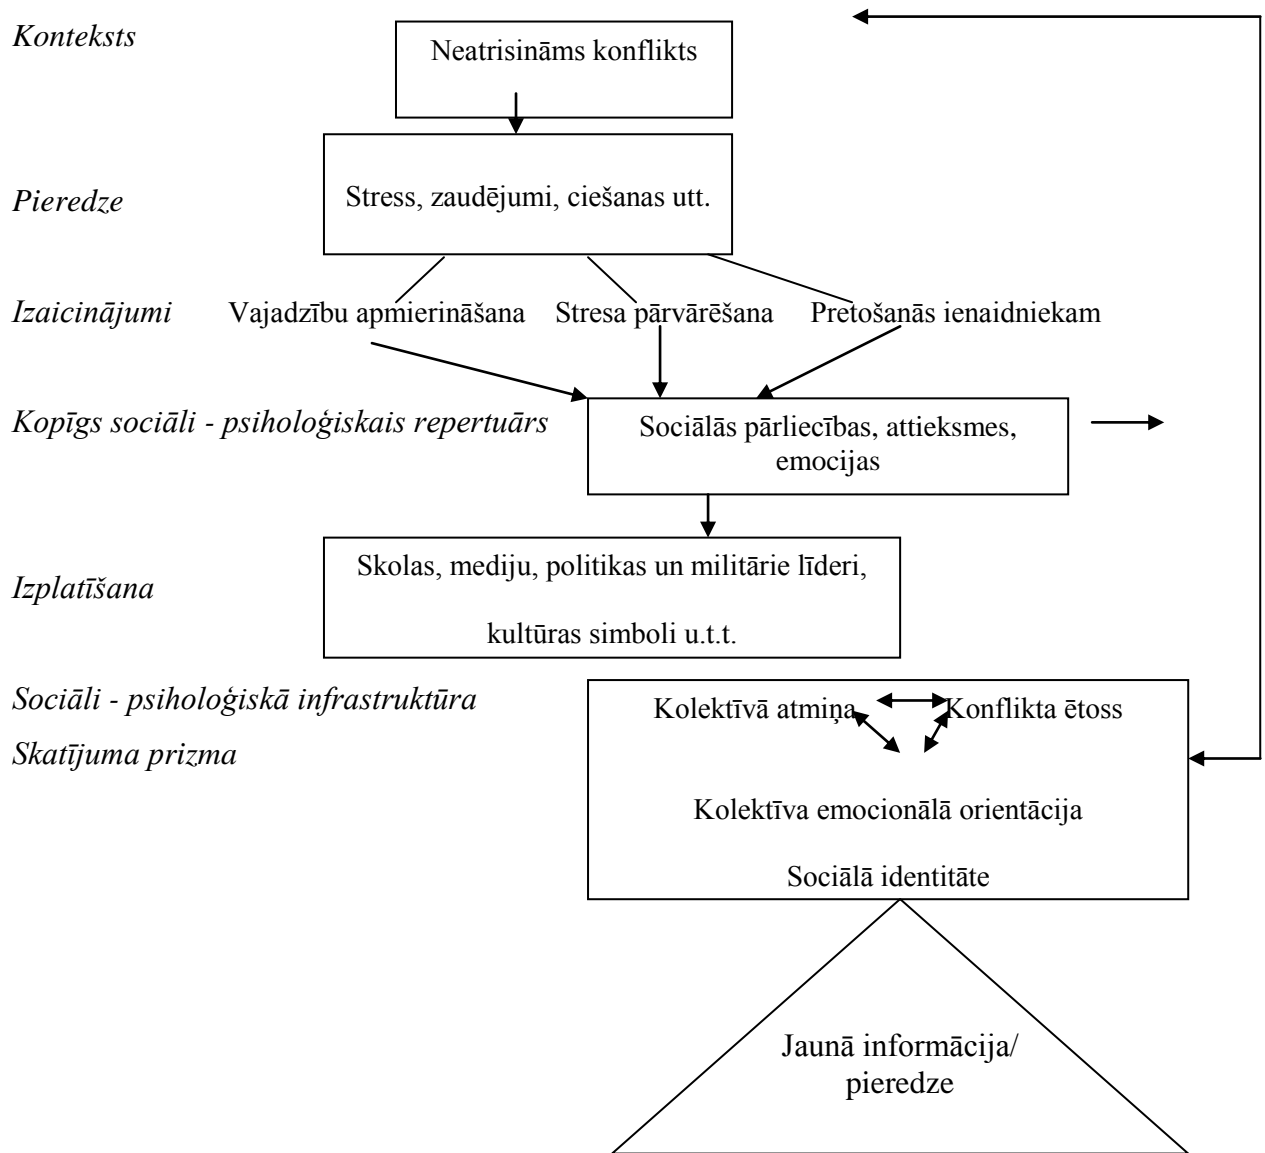 Konteksts
Neatrisināms konflikts
Pieredze
Stress, zaudējumi, ciešanas utt.
Izaicinājumi
Vajadzību apmierināšana
Stresa pārvārēšana
Pretošanās ienaidniekam
Kopīgs sociāli - psiholoģiskais repertuārs
Sociālās pārliecības, attieksmes,
emocijas
Izplatīšana
Skolas, mediju, politikas un militārie līderi,
kultūras simboli u.t.t.
Sociāli - psiholoģiskā infrastruktūra
Kolektīvā atmiņa
Konflikta ētoss
Skatījuma prizma
Kolektīva emocionālā orientācija
Sociālā identitāte
Jaunā informācija/
pieredze